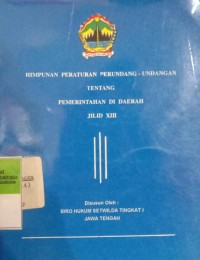 HIMPUNAN PERATURAN PERUNDANG - UNDANGAN
TENTANG
PEMERINTAHAN DI DAERAH
JILID XIII
Disusun Oleh :
BIRO HUKUM SETWILDA TINGKAT I
JAWA TENGAH